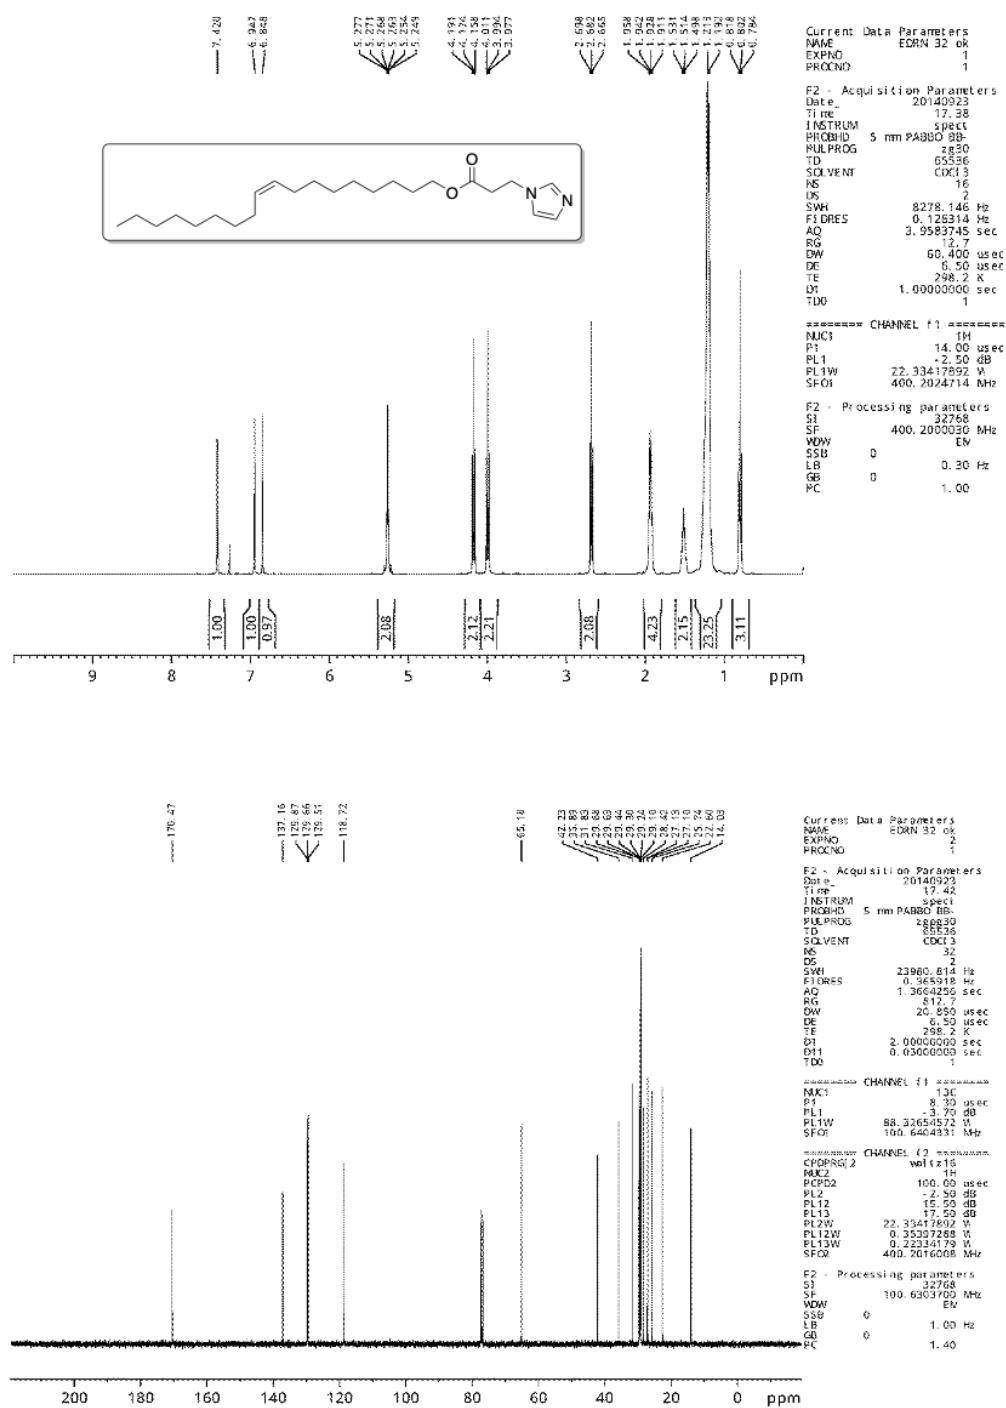 7.420
6.947
6.848
5.277
5.271
5.268
5.263
5.254
5.249
4.191
4.174
4.158
4.011
3.994
3.977
2.698
2.682
2.665
1.958
1.942
1.928
1.911
1.531
1.514
1.498
1.213
1.192
0.818
0.802
0.784
Current Data Parameters
NAME EDRN 32 ok
EXPNO 1
PROCNO 1
F2 - Acquisition Parameters
Date_ 20140923
Time 17.38
INSTRUM spect
PROBHD 5 mm PABBO BB-
PULPROG zg30
TD 65536
SOLVENT CDCl3
NS 16
DS 2
SWH 8278.146 Hz
FIDRES 0.126314 Hz
AQ 3.9583745 sec
RG 12.7
DW 60.400 usec
DE 6.50 usec
TE 298.2 K
D1 1.00000000 sec
TD0 1
======== CHANNEL f1 ========
NUC1 1H
P1 14.00 usec
PL1 -2.50 dB
PL1W 22.33417892 W
SFO1 400.2024714 MHz
F2 - Processing parameters
SI 32768
SF 400.2000030 MHz
WDW EM
SSB 0
LB 0.30 Hz
GB 0
PC 1.00
O
O
N
N
1.00
1.00
0.97
2.08
2.12
2.21
2.08
4.23
2.15
23.25
3.11
9 8 7 6 5 4 3 2 1 ppm
170.47
137.16
129.87
129.66
129.51
118.72
65.18
42.23
35.89
31.83
29.68
29.63
29.44
29.30
29.24
29.10
28.42
27.13
27.10
25.74
22.60
14.03
Current Data Parameters
NAME EDRN 32 ok
EXPNO 2
PROCNO 1
F2 - Acquisition Parameters
Date_ 20140923
Time 17.42
INSTRUM spect
PROBHD 5 mm PABBO BB-
PULPROG zgpg30
TD 65536
SOLVENT CDCl3
NS 32
DS 2
SWH 23980.814 Hz
FIDRES 0.365918 Hz
AQ 1.3664256 sec
RG 812.7
DW 20.850 usec
DE 6.50 usec
TE 298.2 K
D1 2.00000000 sec
D11 0.03000000 sec
TD0 1
======== CHANNEL f1 ========
NUC1 13C
P1 8.30 usec
PL1 -3.70 dB
PL1W 88.32654572 W
SFO1 100.6404331 MHz
======== CHANNEL f2 ========
CPDPRG[2 waltz16
NUC2 1H
PCPD2 100.00 usec
PL2 -2.50 dB
PL12 15.50 dB
PL13 17.50 dB
PL2W 22.33417892 W
PL12W 0.35397288 W
PL13W 0.22334179 W
SFO2 400.2016008 MHz
F2 - Processing parameters
SI 32768
SF 100.6303700 MHz
WDW EM
SSB 0
LB 1.00 Hz
GB 0
PC 1.40
200 180 160 140 120 100 80 60 40 20 0 ppm